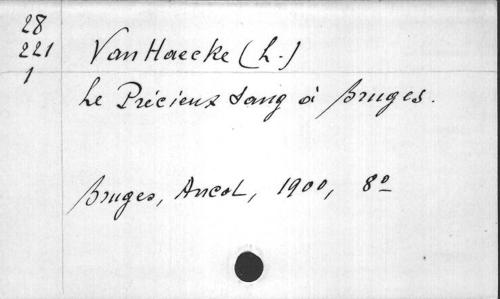 28
221
1
Van Haecke (L.)
Le Précieux Sang à Bruges.
Bruges, Ancot, 1900, 8º